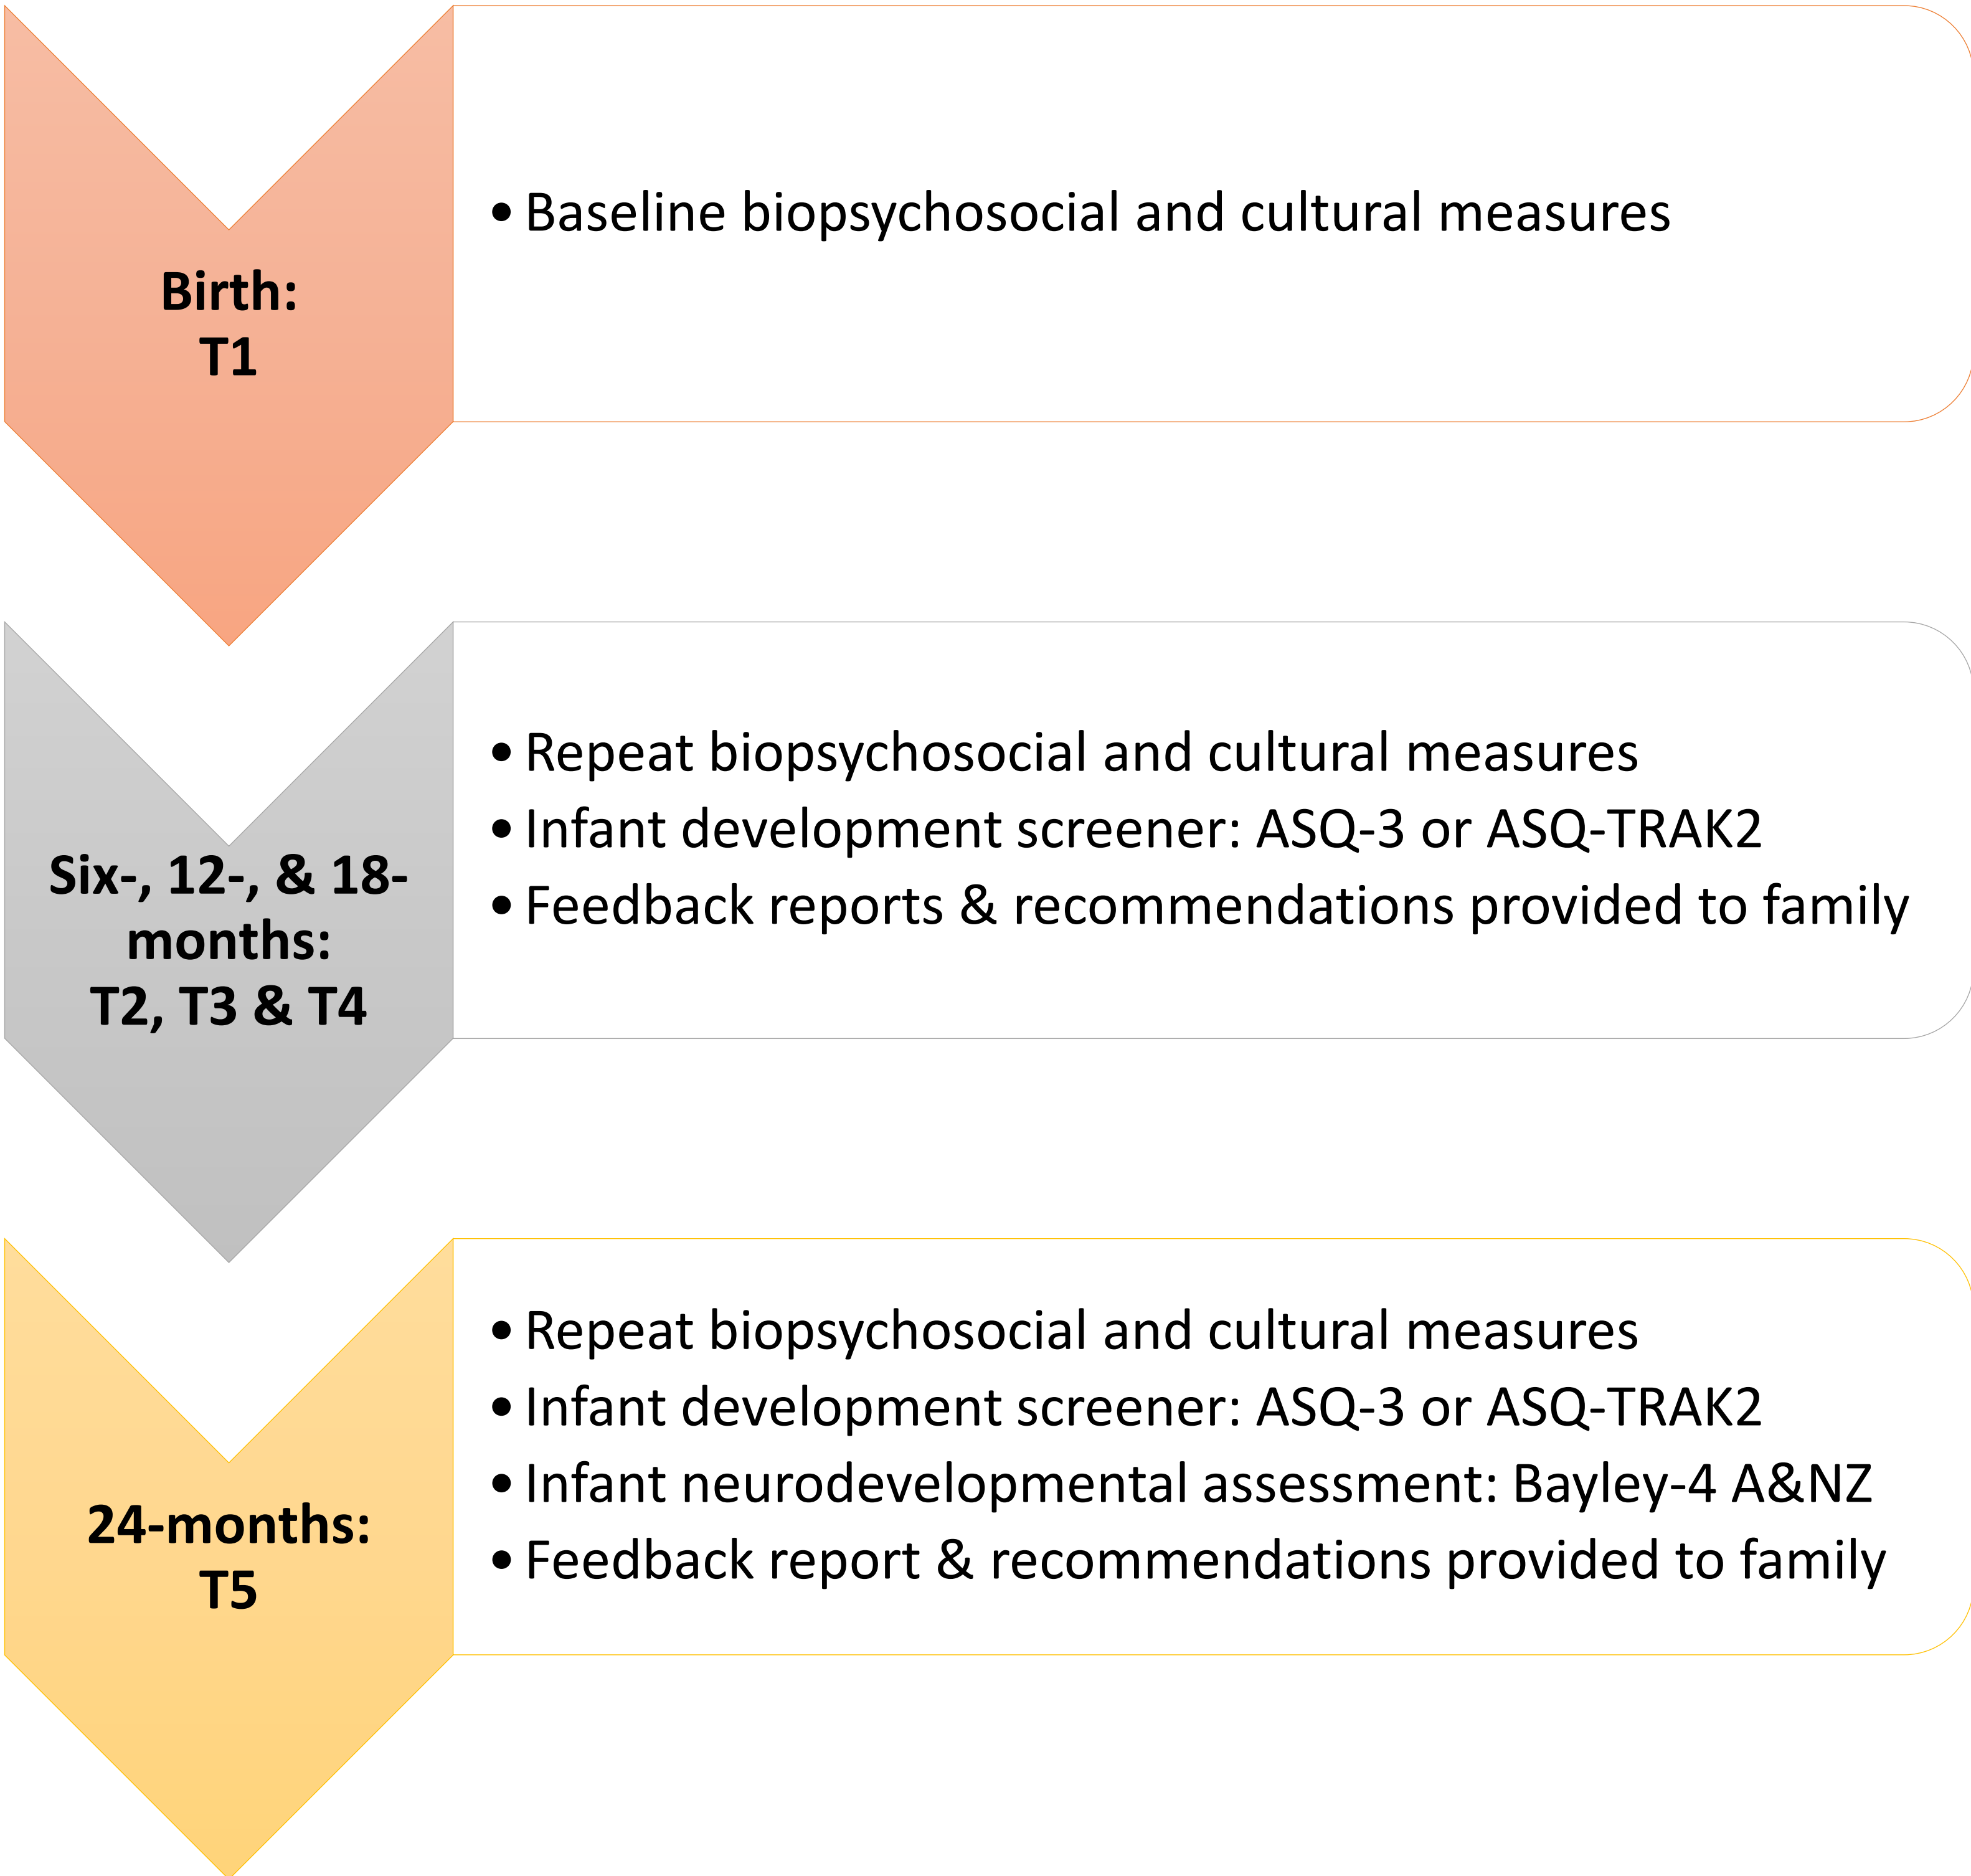 Birth:
T1
• Baseline biopsychosocial and cultural measures
Six-, 12-, & 18-
months:
T2, T3 & T4
• Repeat biopsychosocial and cultural measures
• Infant development screener: ASQ-3 or ASQ-TRAK2
• Feedback reports & recommendations provided to family
24-months:
T5
• Repeat biopsychosocial and cultural measures
• Infant development screener: ASQ-3 or ASQ-TRAK2
• Infant neurodevelopmental assessment: Bayley-4 A&NZ
• Feedback report & recommendations provided to family